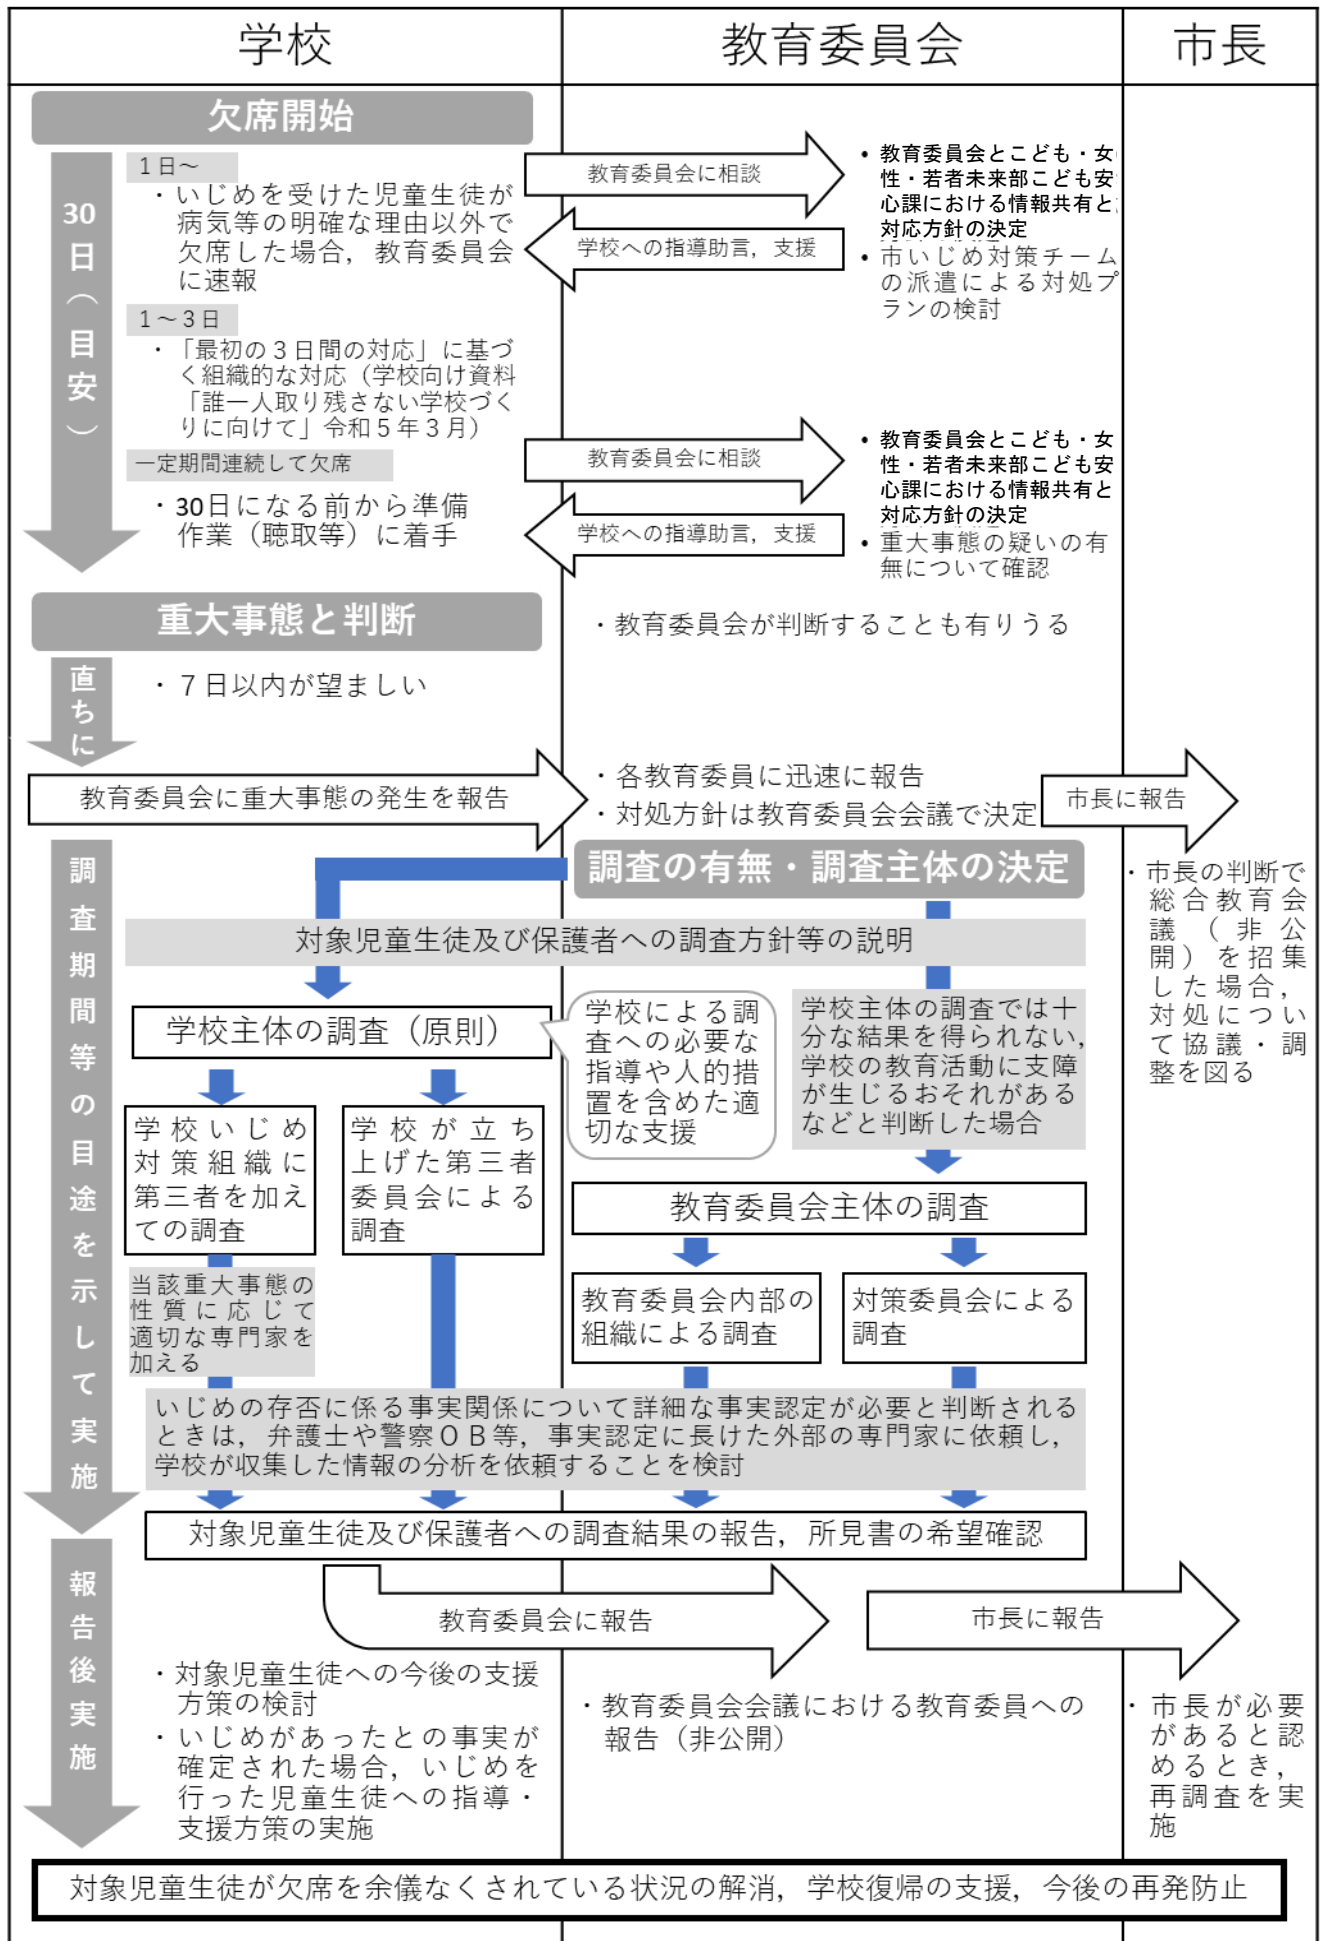 学校
教育委員会
市長
欠席開始
30日（目安）
1日～
・いじめを受けた児童生徒が
病気等の明確な理由以外で
欠席した場合，教育委員会
に速報
教育委員会に相談
学校への指導助言，支援
• 教育委員会とこども・女
性・若者未来部こども安
心課における情報共有と
対応方針の決定
• 市いじめ対策チーム
の派遣による対処プ
ランの検討
1～3日
・「最初の３日間の対応」に基づ
く組織的な対応（学校向け資料
「誰一人取り残さない学校づく
りに向けて」令和５年３月）
一定期間連続して欠席
・30日になる前から準備
作業（聴取等）に着手
教育委員会に相談
学校への指導助言，支援
• 教育委員会とこども・女
性・若者未来部こども安
心課における情報共有と
対応方針の決定
• 重大事態の疑いの有
無について確認
重大事態と判断
・教育委員会が判断することも有りうる
直ちに
・７日以内が望ましい
教育委員会に重大事態の発生を報告
・各教育委員に迅速に報告
・対処方針は教育委員会会議で決定
市長に報告
調査期間等の目途を示して実施
調査の有無・調査主体の決定
・市長の判断で
総合教育会
議（非公
開）を招集
した場合，
対処につい
て協議・調
整を図る
対象児童生徒及び保護者への調査方針等の説明
学校主体の調査（原則）
学校による調
査への必要な
指導や人的措
置を含めた適
切な支援
学校主体の調査では十
分な結果を得られない，
学校の教育活動に支障
が生じるおそれがある
などと判断した場合
学校いじめ
対策組織に
第三者を加え
ての調査
学校が立ち
上げた第三者
委員会による
調査
教育委員会主体の調査
当該重大事態の
性質に応じて
適切な専門家を
加える
教育委員会内部の
組織による調査
対策委員会による
調査
いじめの存否に係る事実関係について詳細な事実認定が必要と判断される
ときは，弁護士や警察ＯＢ等，事実認定に長けた外部の専門家に依頼し，
学校が収集した情報の分析を依頼することを検討
対象児童生徒及び保護者への調査結果の報告，所見書の希望確認
報告後実施
教育委員会に報告
市長に報告
・対象児童生徒への今後の支援
方策の検討
・いじめがあったとの事実が
確定された場合，いじめを
行った児童生徒への指導・
支援方策の実施
・教育委員会会議における教育委員への
報告（非公開）
・市長が必要
があると認
めるとき，
再調査を実
施
対象児童生徒が欠席を余儀なくされている状況の解消，学校復帰の支援，今後の再発防止